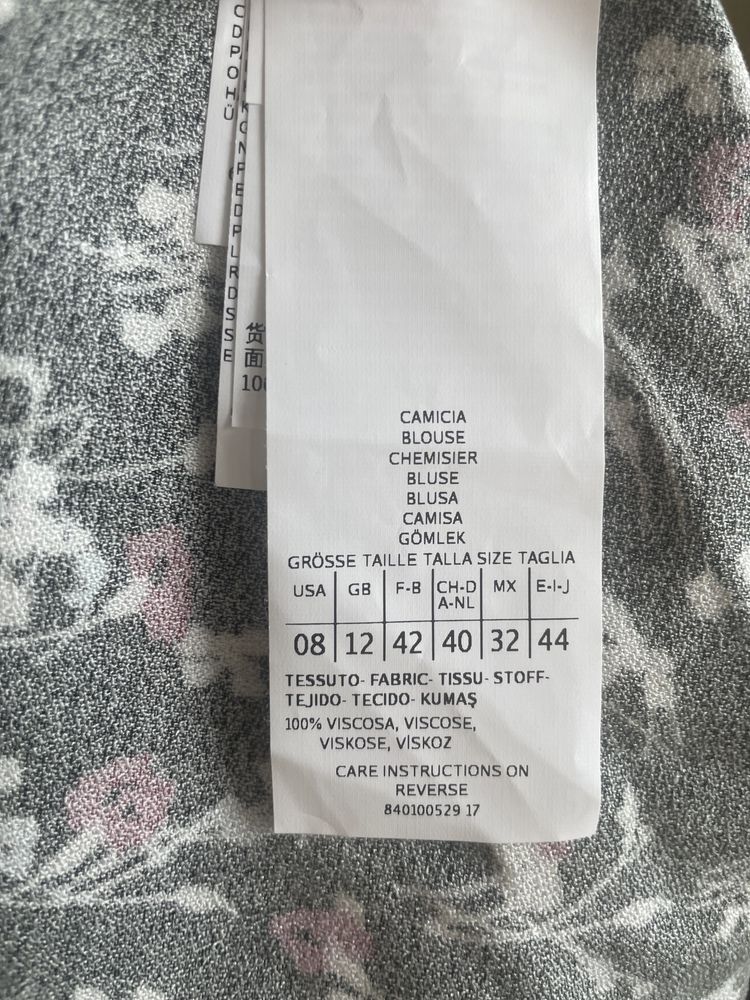 CAMICIA
BLOUSE
CHEMISIER
BLUSE
BLUSA
CAMISA
GÖMLEK
GRÖSSE TAILLE TALLA SIZE TAGLIA
USA GB F-B CH-D A-NL MX E-I-J
08 12 42 40 32 44
TESSUTO- FABRIC- TISSU- STOFF-
TEJIDO- TECIDO- KUMAŞ
100% VISCOSA, VISCOSE,
VISKOSE, VİSKOZ
CARE INSTRUCTIONS ON
REVERSE
840100529 17
货
面